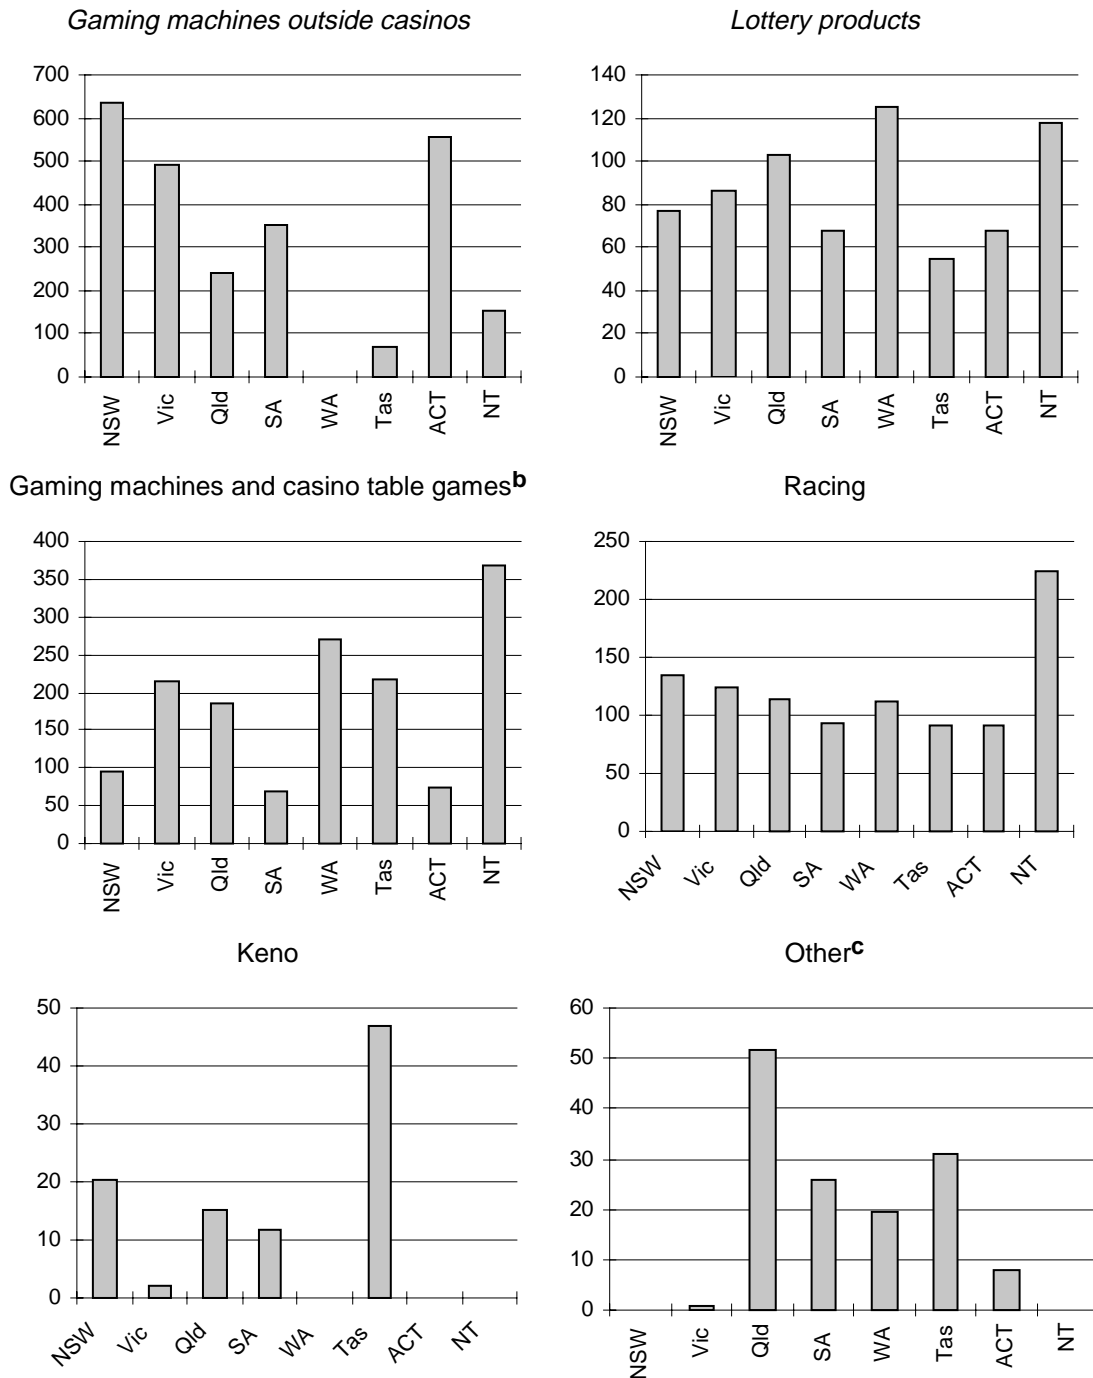 Gaming machines outside casinos
700
600
500
400
300
200
100
0
NSW
Vic
Qld
SA
WA
Tas
ACT
NT
Lottery products
140
120
100
80
60
40
20
0
NSW
Vic
Qld
SA
WA
Tas
ACT
NT
Gaming machines and casino table gamesb
400
350
300
250
200
150
100
50
0
NSW
Vic
Qld
SA
WA
Tas
ACT
NT
Racing
250
200
150
100
50
0
NSW
Vic
Qld
SA
WA
Tas
ACT
NT
Keno
50
40
30
20
10
0
NSW
Vic
Qld
SA
WA
Tas
ACT
NT
Otherc
60
50
40
30
20
10
0
NSW
Vic
Qld
SA
WA
Tas
ACT
NT